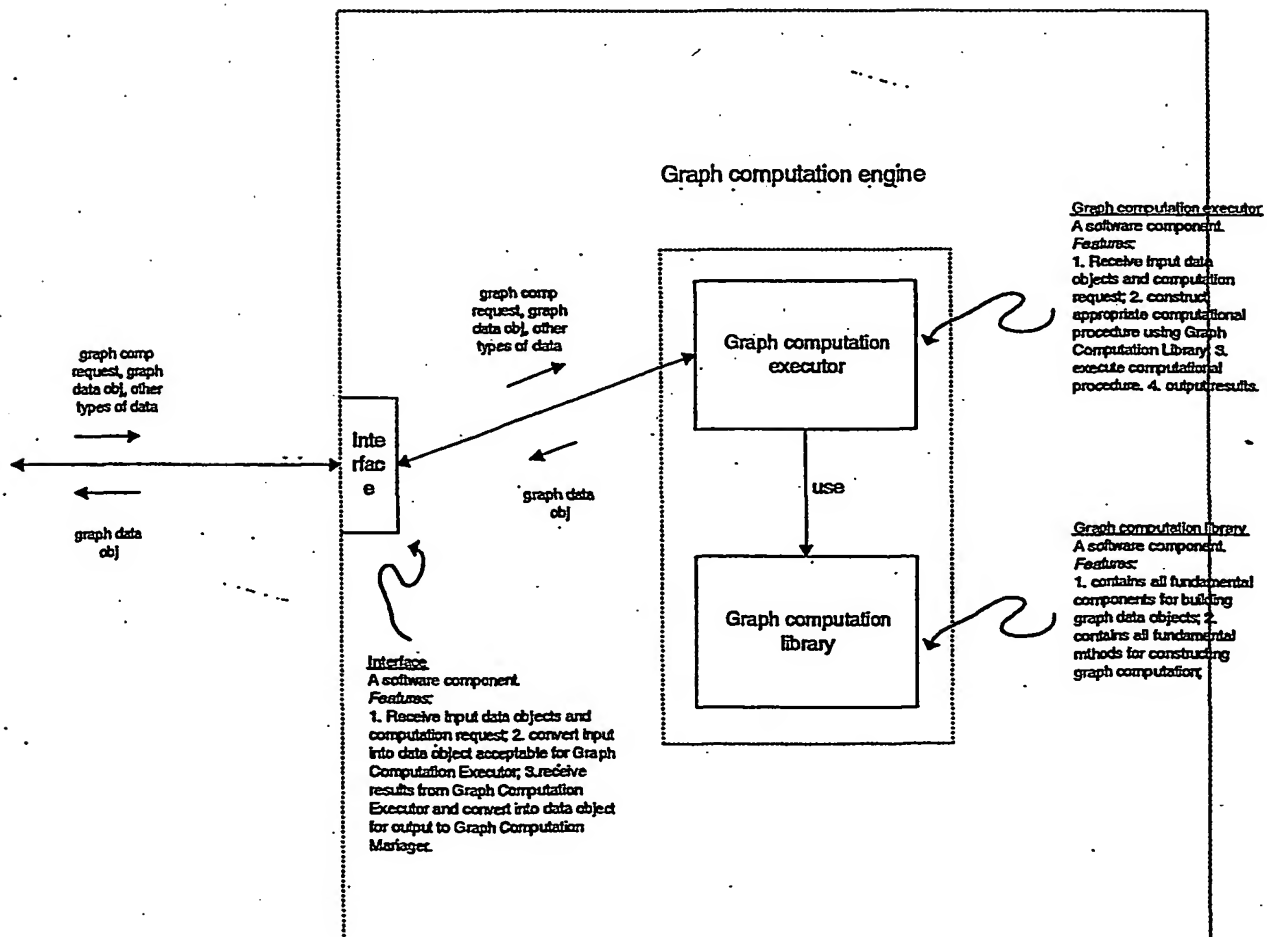 Graph computation engine
Graph computation executor
A software component.
Features:
1. Receive input data
objects and computation
request; 2. construct
appropriate computational
procedure using Graph
Computation Library; 3.
execute computational
procedure. 4. output results.
graph comp
request, graph
data obj, other
types of data
Graph computation
executor
graph comp
request, graph
data obj, other
types of data
Inte
rfac
e
graph data
obj
use
graph data
obj
Graph computation library
A software component.
Features:
1. contains all fundamental
components for building
graph data objects; 2.
contains all fundamental
mthods for constructing
graph computation;
Graph computation
library
Interface
A software component.
Features:
1. Receive input data objects and
computation request; 2. convert input
into data object acceptable for Graph
Computation Executor; 3.receive
results from Graph Computation
Executor and convert into data object
for output to Graph Computation
Manager.